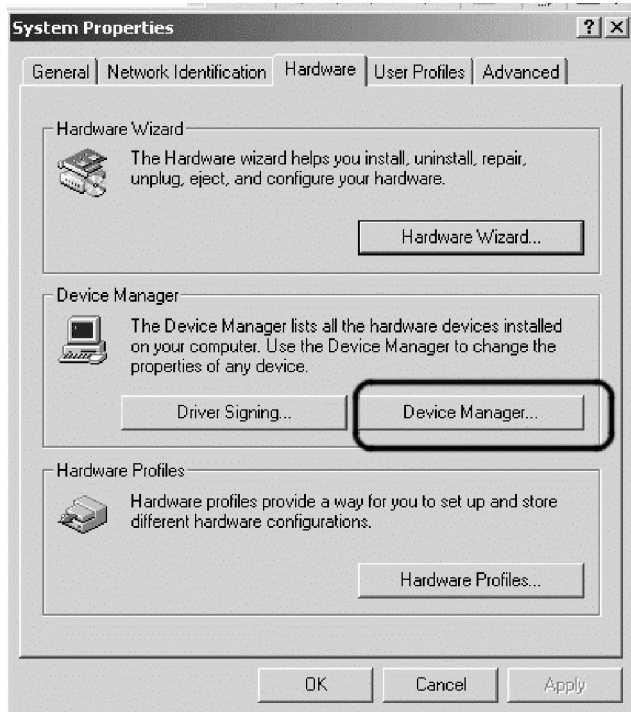 System Properties
? X
General Network Identification Hardware User Profiles Advanced
Hardware Wizard
The Hardware wizard helps you install, uninstall, repair,
unplug, eject, and configure your hardware.
Hardware Wizard...
Device Manager
The Device Manager lists all the hardware devices installed
on your computer. Use the Device Manager to change the
properties of any device.
Driver Signing... Device Manager...
Hardware Profiles
Hardware profiles provide a way for you to set up and store
different hardware configurations.
Hardware Profiles...
OK Cancel Apply